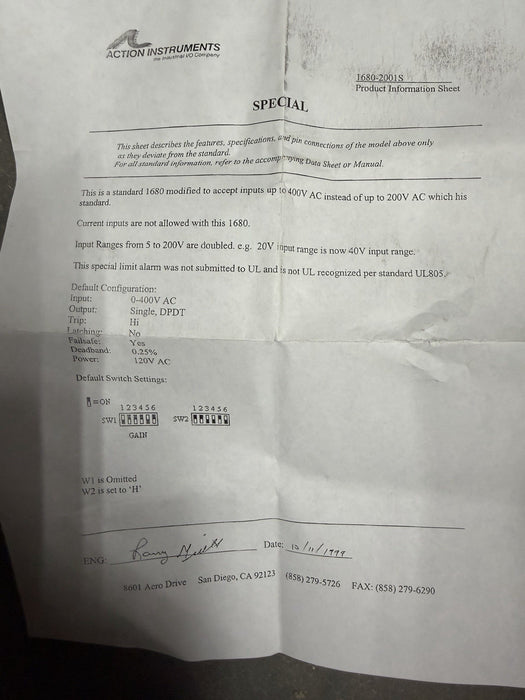 ACTION INSTRUMENTS
The Industrial I/O Company
1680-2001S
Product Information Sheet
SPECIAL
This sheet describes the features, specifications, and pin connections of the model above only
as they deviate from the standard.
For all standard information, refer to the accompanying Data Sheet or Manual.
This is a standard 1680 modified to accept inputs up to 400V AC instead of up to 200V AC which his
standard.
Current inputs are not allowed with this 1680.
Input Ranges from 5 to 200V are doubled. e.g. 20V input range is now 40V input range.
This special limit alarm was not submitted to UL and is not UL recognized per standard UL805.
Default Configuration:
Input: 0-400V AC
Output: Single, DPDT
Trip: Hi
Latching: No
Failsafe: Yes
Deadband: 0.25%
Power: 120V AC
Default Switch Settings:
=ON
123456 123456
SW1 SW2
GAIN
W1 is Omitted
W2 is set to 'H'
ENG: Date: 12/11/1999
8601 Aero Drive San Diego, CA 92123 (858) 279-5726 FAX: (858) 279-6290